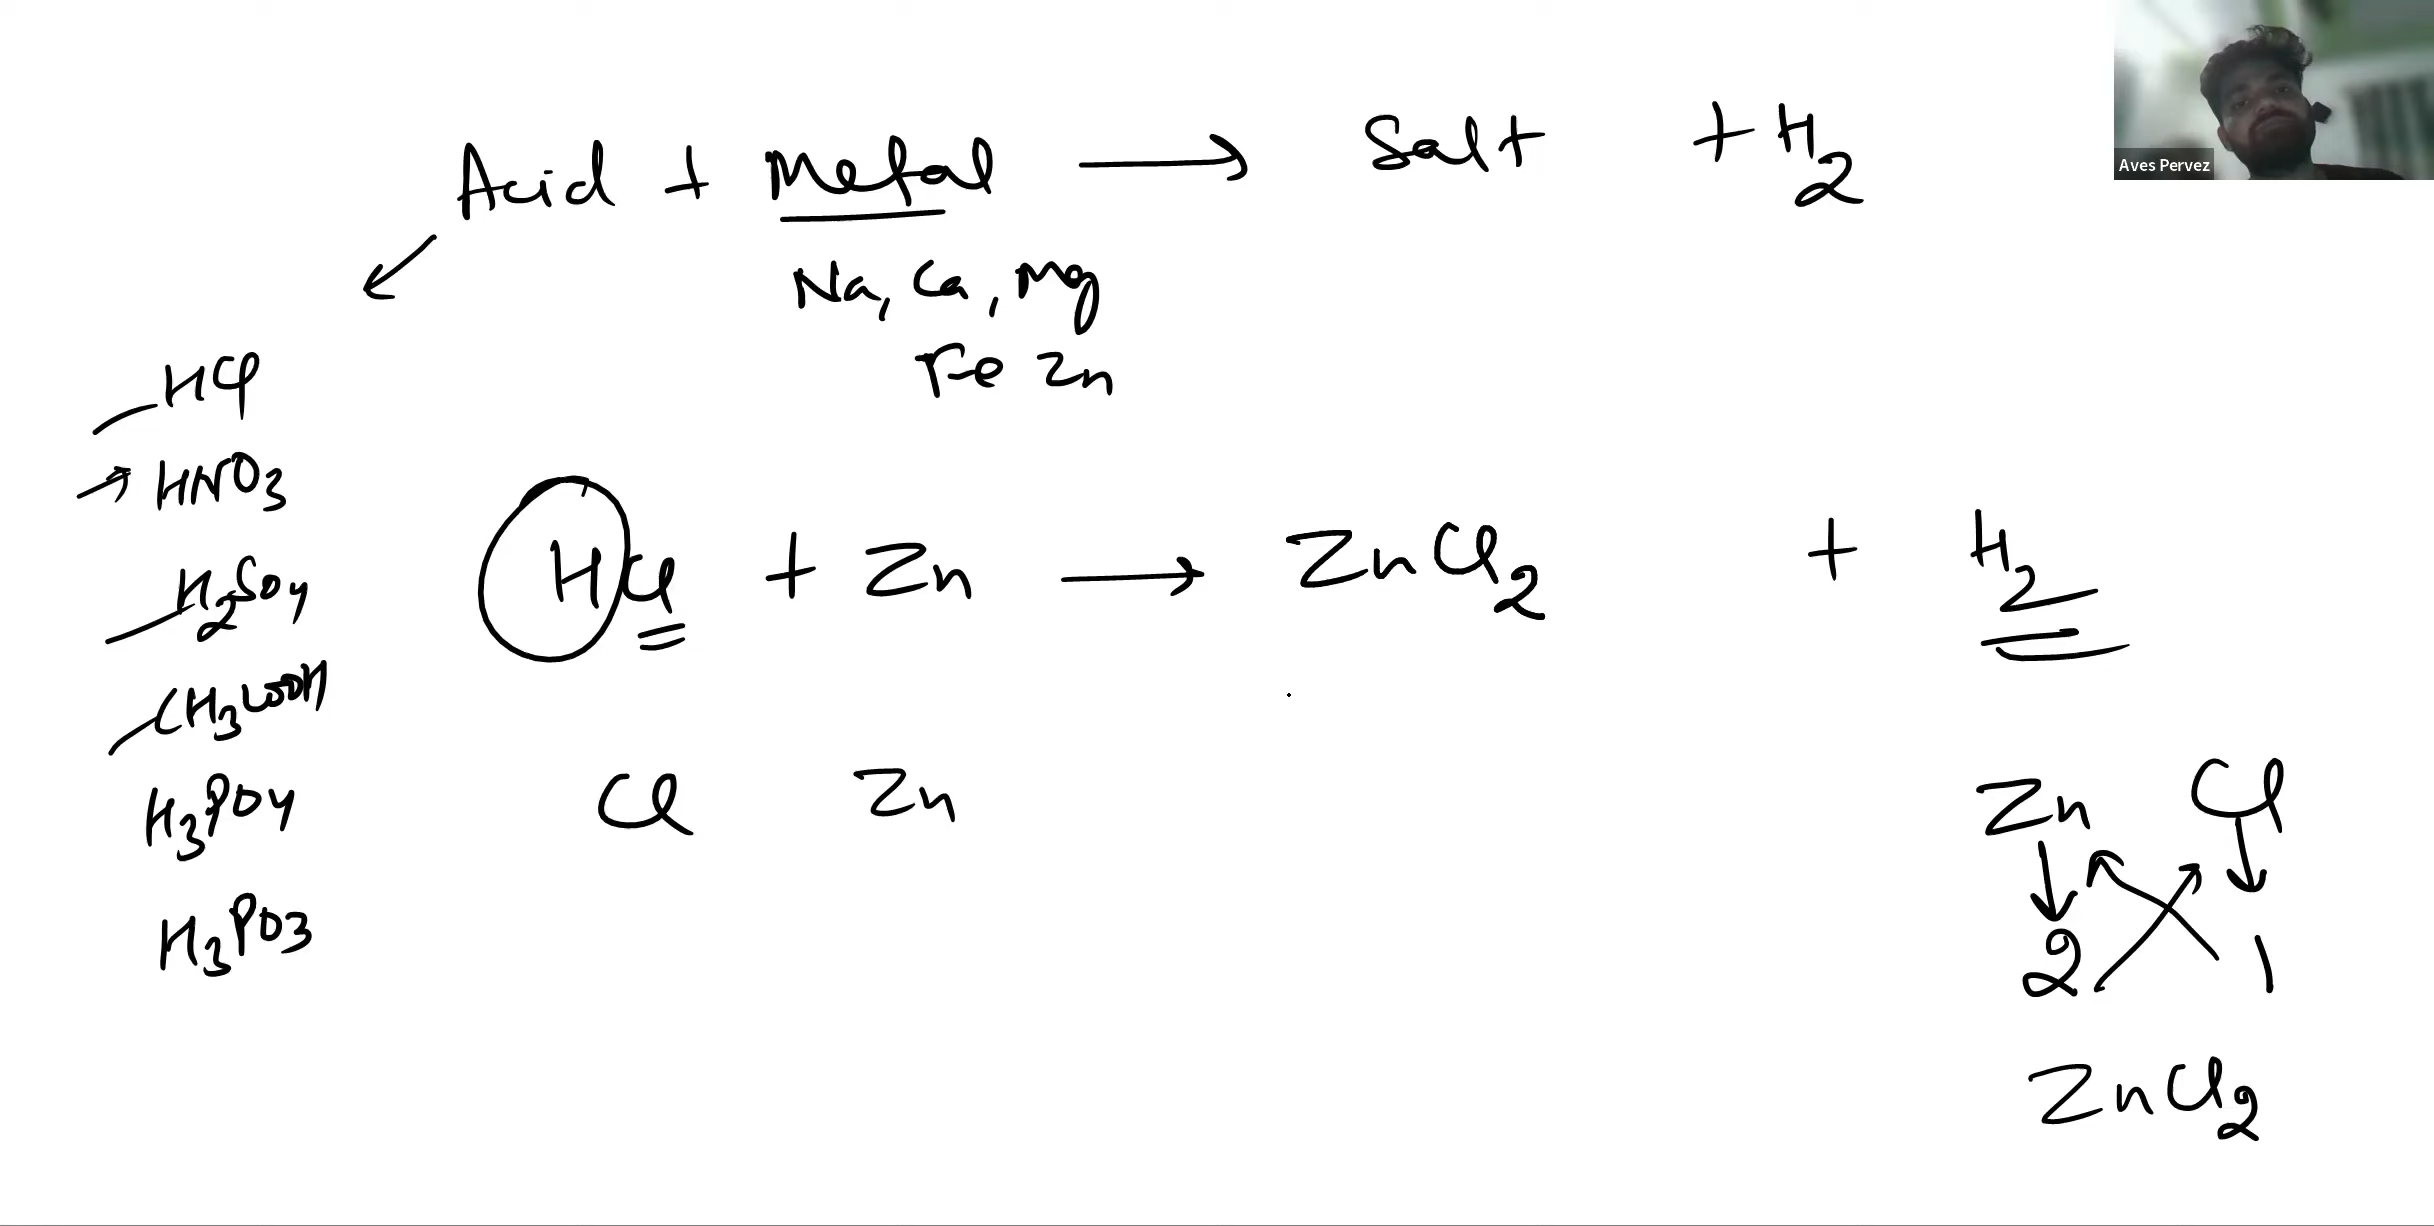 Acid + Metal → Salt + H2
Aves Pervez
Na, Ca, Mg
Fe Zn
HCl
HNO3
H2SO4
CH3COOH
H3PO4
H3PO3
HCl + Zn → ZnCl2 + H2
Cl Zn
Zn Cl
2 1
ZnCl2